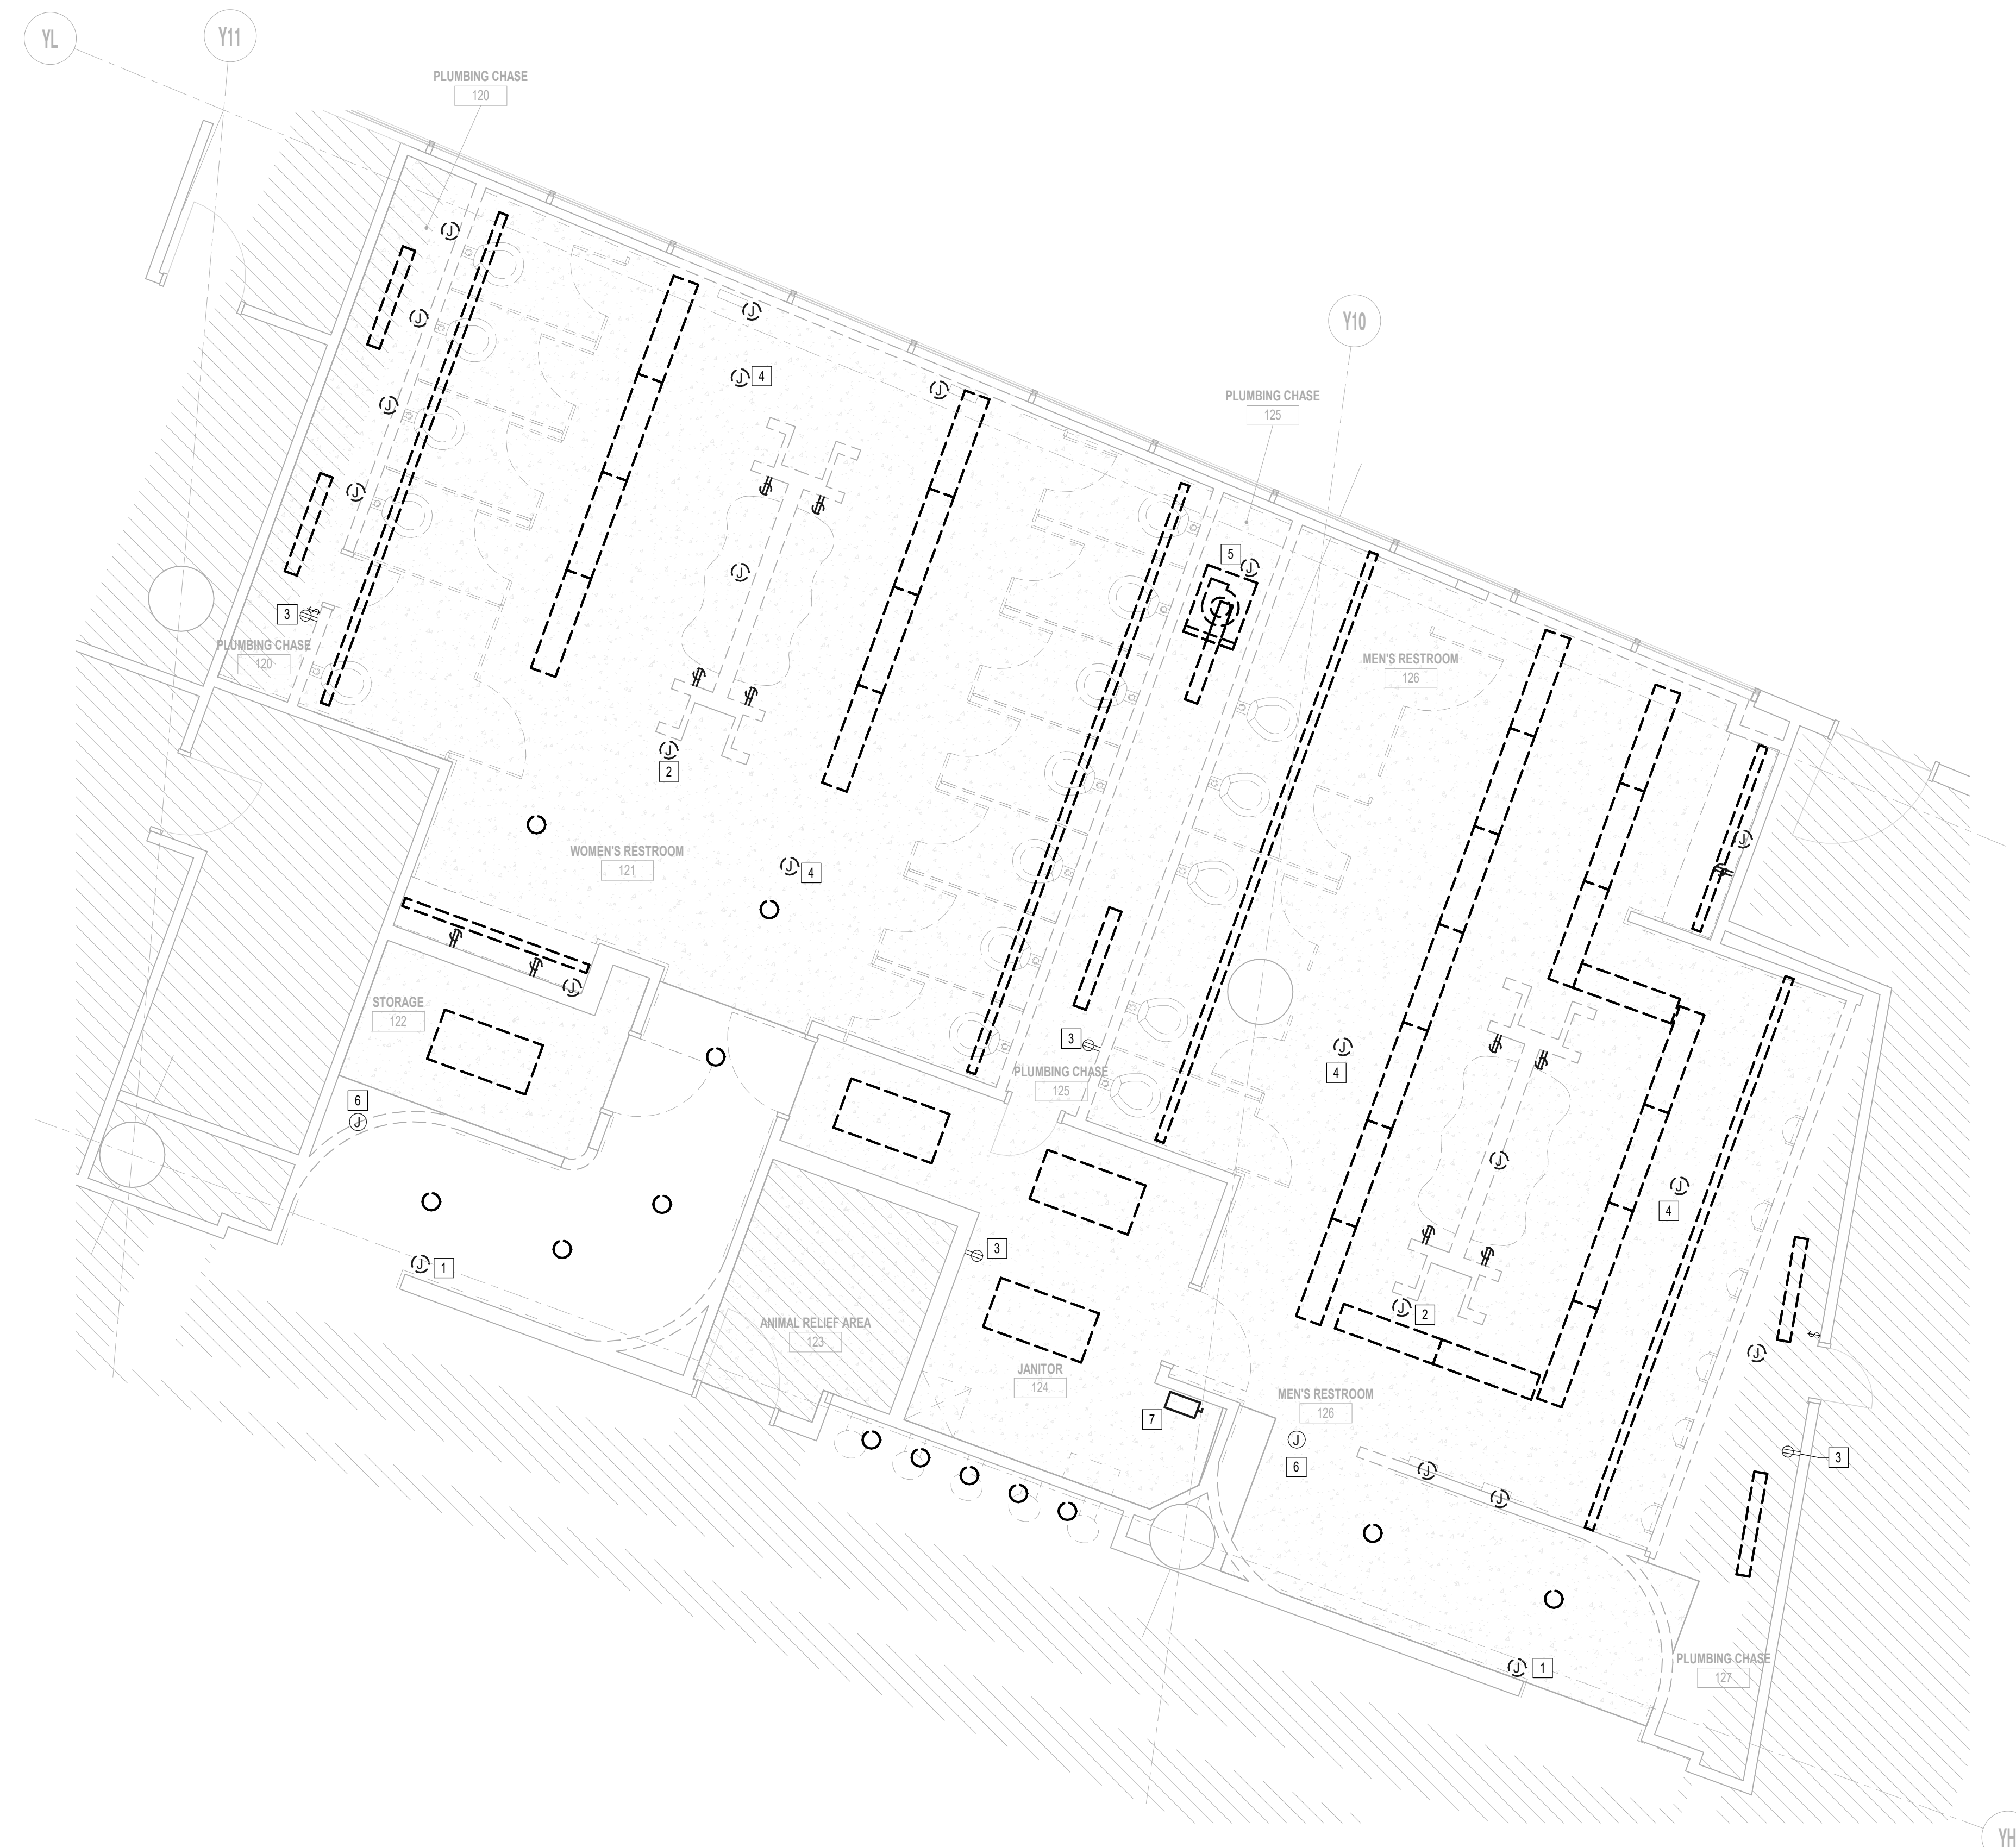 YL
Y11
PLUMBING CHASE
120
J
J
J
4
J
Y10
J
J
PLUMBING CHASE
125
J
J
5
J
3
PLUMBING CHASE
120
MEN'S RESTROOM
126
J
2
J
WOMEN'S RESTROOM
121
J
4
J
STORAGE
122
3
J
4
PLUMBING CHASE
125
6
J
J
J
4
3
J
1
J
2
ANIMAL RELIEF AREA
123
JANITOR
124
J
MEN'S RESTROOM
126
7
J
6
J
J
3
J
1
PLUMBING CHASE
127
YH